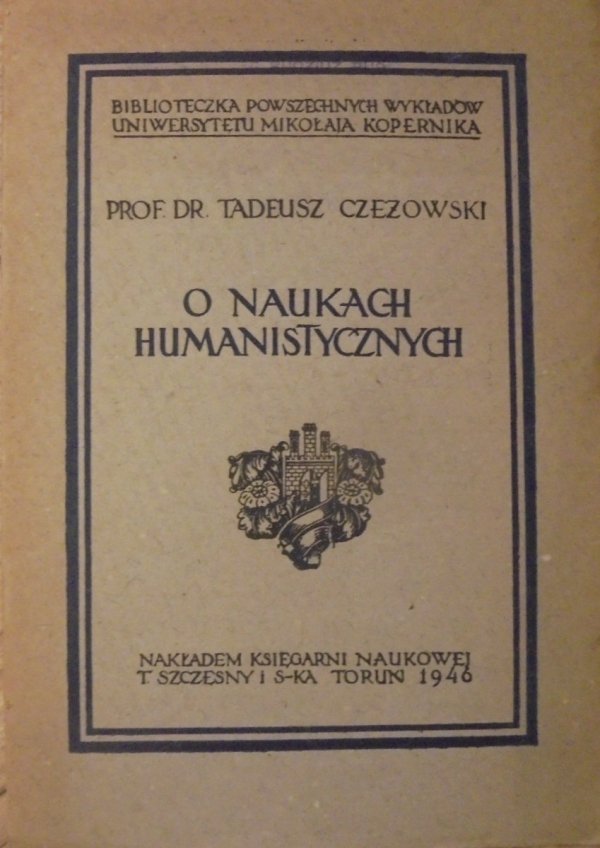 BIBLIOTECZKA POWSZECHNYCH WYKŁADÓW
UNIWERSYTETU MIKOŁAJA KOPERNIKA
PROF. DR. TADEUSZ CZEŻOWSKI
O NAUKACH
HUMANISTYCZNYCH
NAKŁADEM KSIĘGARNI NAUKOWEJ
T. SZCZĘSNY I S-KA TORUŃ 1946